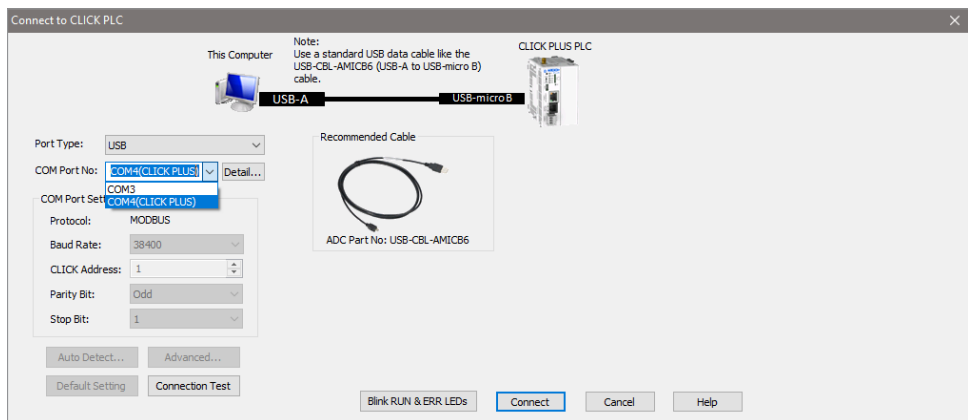 Connect to CLICK PLC
Note:
Use a standard USB data cable like the
USB-CBL-AMICB6 (USB-A to USB-micro B)
cable.
This Computer
CLICK PLUS PLC
USB-A
USB-micro B
Port Type:
USB
COM Port No:
COM4(CLICK PLUS)
Detail...
COM3
COM4(CLICK PLUS)
COM Port Set
Protocol:
MODBUS
Baud Rate:
38400
CLICK Address:
1
Parity Bit:
Odd
Stop Bit:
1
Auto Detect...
Advanced...
Default Setting
Connection Test
Recommended Cable
ADC Part No: USB-CBL-AMICB6
Blink RUN & ERR LEDs
Connect
Cancel
Help